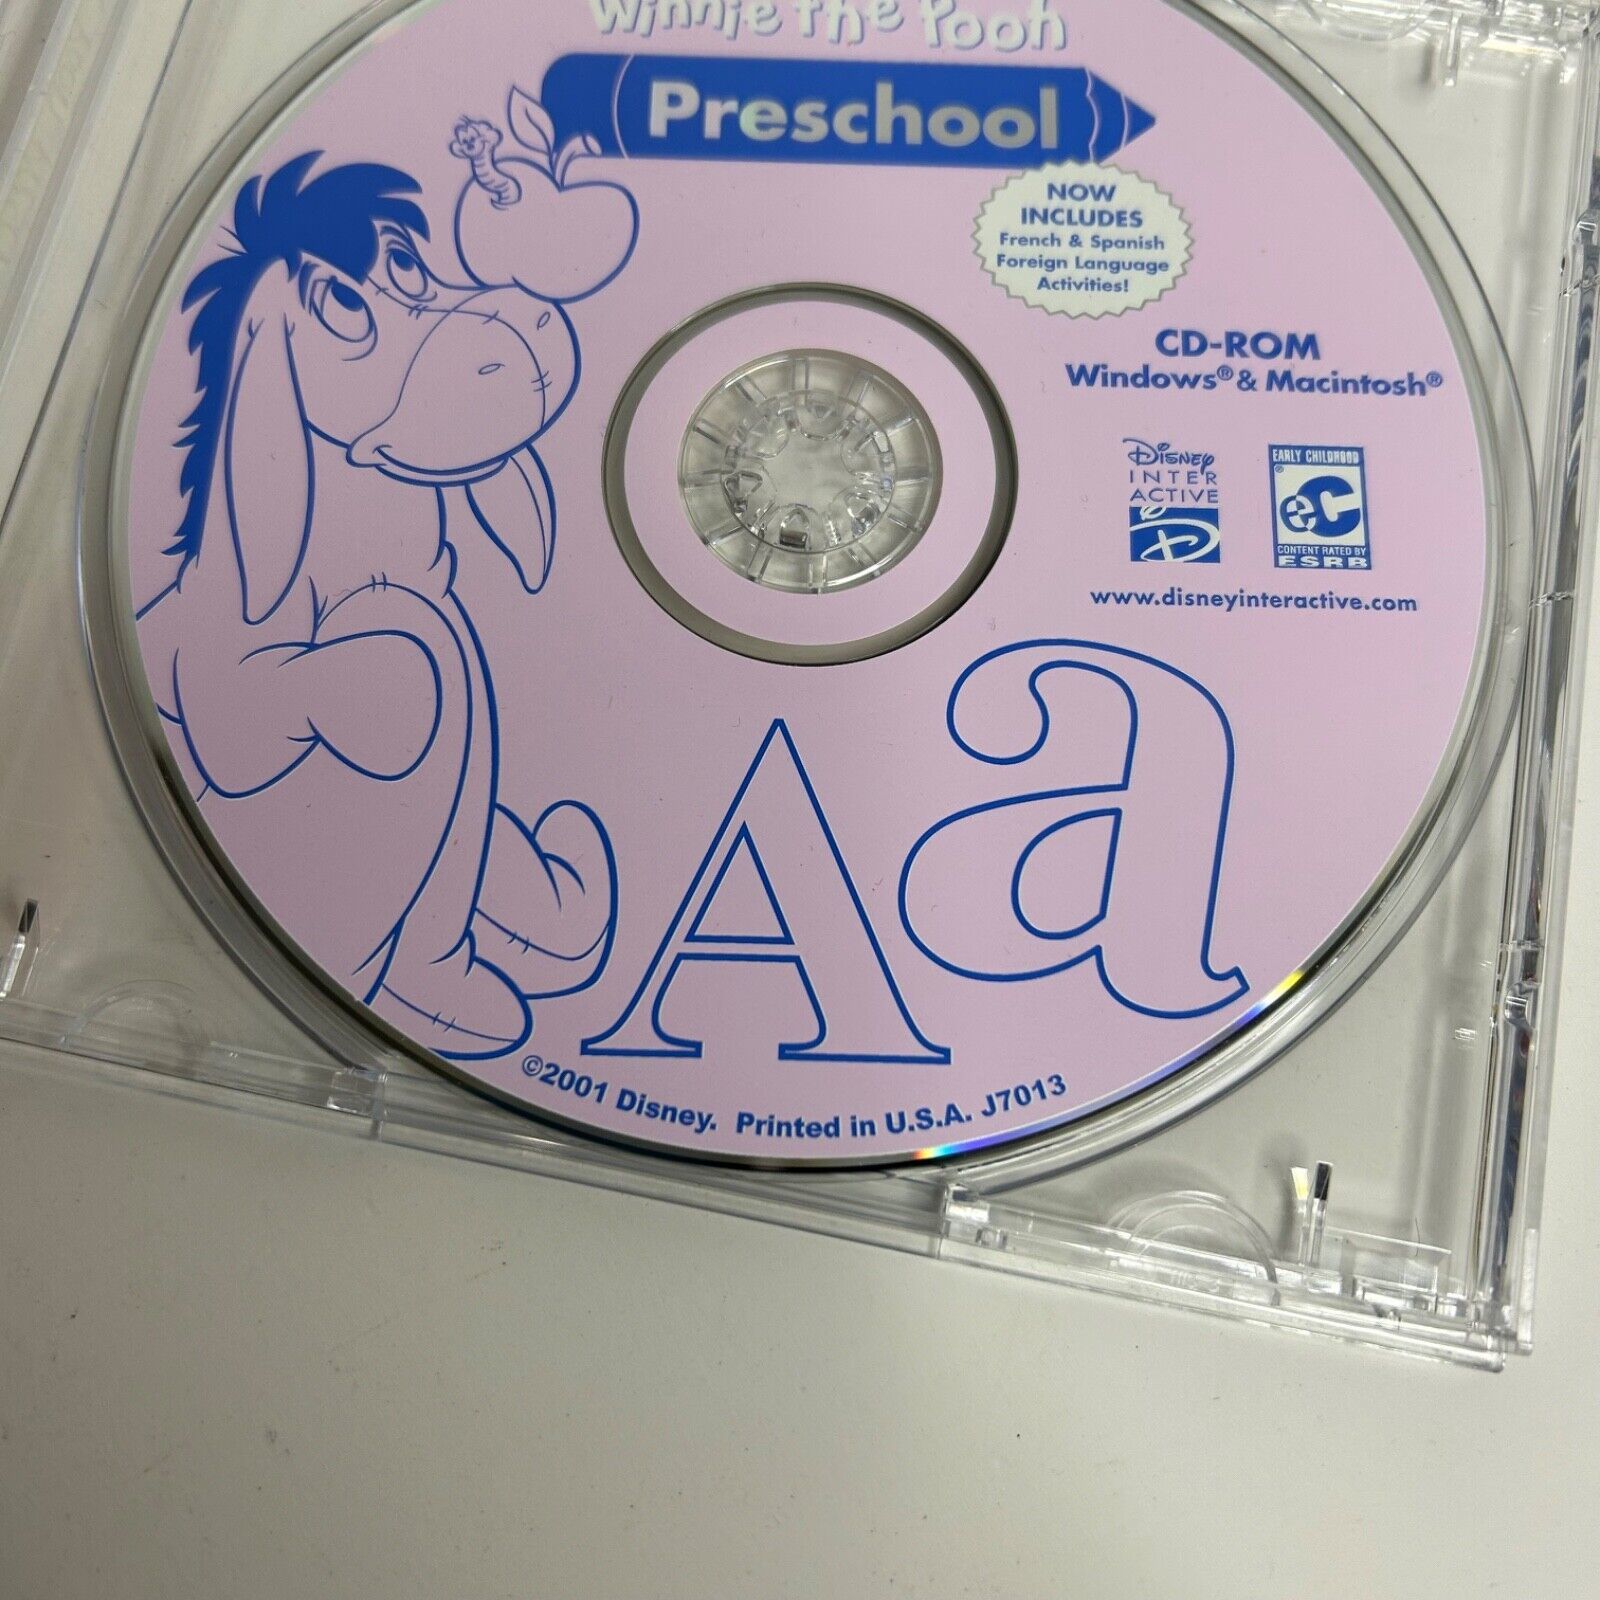 Winnie the Pooh
Preschool
NOW
INCLUDES
French & Spanish
Foreign Language
Activities!
CD-ROM
Windows® & Macintosh®
Disney
INTER
ACTIVE
D
EARLY CHILDHOOD
eC
®
CONTENT RATED BY
ESRB
www.disneyinteractive.com
A a
©2001 Disney. Printed in U.S.A. J7013